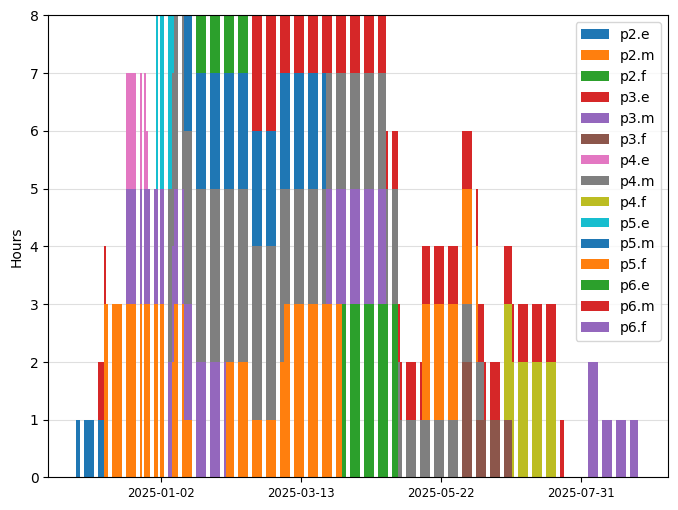 8
7
6
5
4
3
2
1
0
Hours
2025-01-02
2025-03-13
2025-05-22
2025-07-31
p2.e
p2.m
p2.f
p3.e
p3.m
p3.f
p4.e
p4.m
p4.f
p5.e
p5.m
p5.f
p6.e
p6.m
p6.f